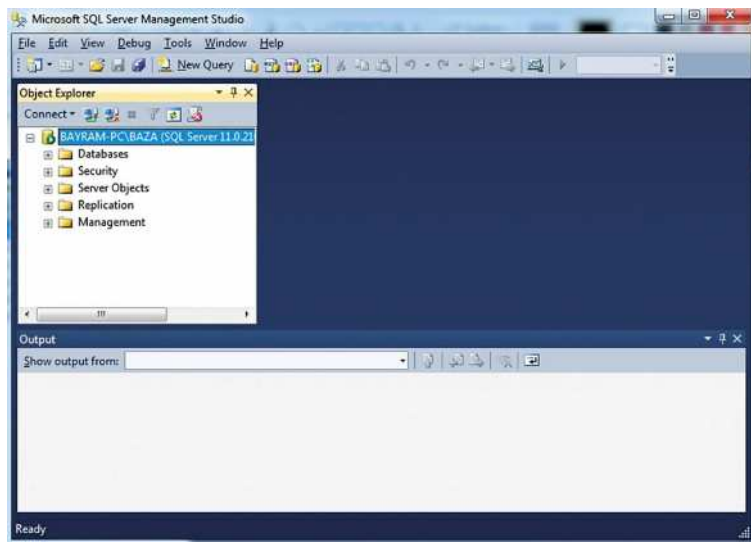 Microsoft SQL Server Management Studio
File Edit View Debug Tools Window Help
New Query
Object Explorer
Connect
BAYRAM-PC\BAZA (SQL Server 11.0.21
Databases
Security
Server Objects
Replication
Management
Output
Show output from:
Ready